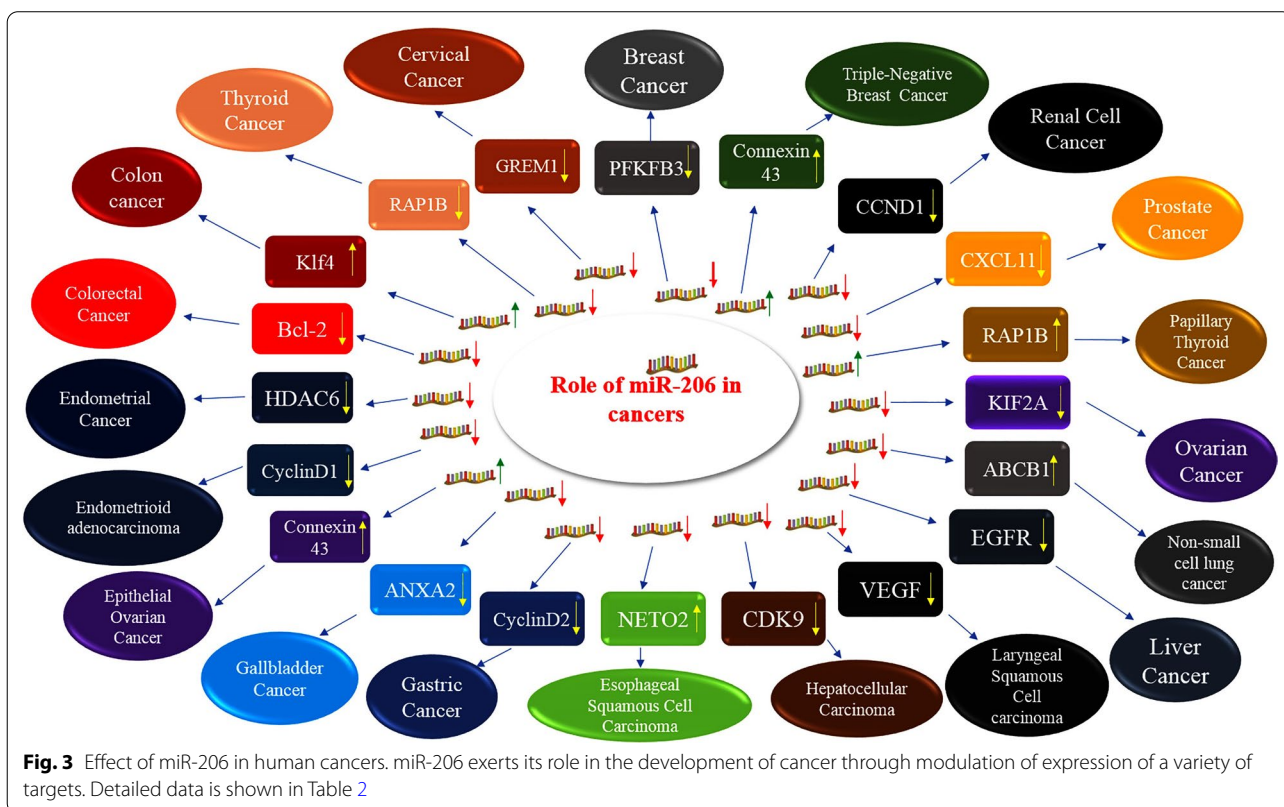 Cervical
Cancer
Breast
Cancer
Triple-Negative
Breast Cancer
Thyroid
Cancer
Renal Cell
Cancer
GREM1
PFKFB3
Connexin
43
Colon
cancer
RAP1B
CCND1
Prostate
Cancer
Klf4
CXCL11
Colorectal
Cancer
Bcl-2
RAP1B
Papillary
Thyroid
Cancer
Role of miR-206 in
cancers
Endometrial
Cancer
HDAC6
KIF2A
Ovarian
Cancer
CyclinD1
ABCB1
Endometrioid
adenocarcinoma
Connexin
43
EGFR
Non-small
cell lung
cancer
Epithelial
Ovarian
Cancer
ANXA2
CyclinD2
NETO2
CDK9
VEGF
Liver
Cancer
Gallbladder
Cancer
Gastric
Cancer
Esophageal
Squamous Cell
Carcinoma
Hepatocellular
Carcinoma
Laryngeal
Squamous
Cell
carcinoma
Fig. 3 Effect of miR-206 in human cancers. miR-206 exerts its role in the development of cancer through modulation of expression of a variety of
targets. Detailed data is shown in Table 2